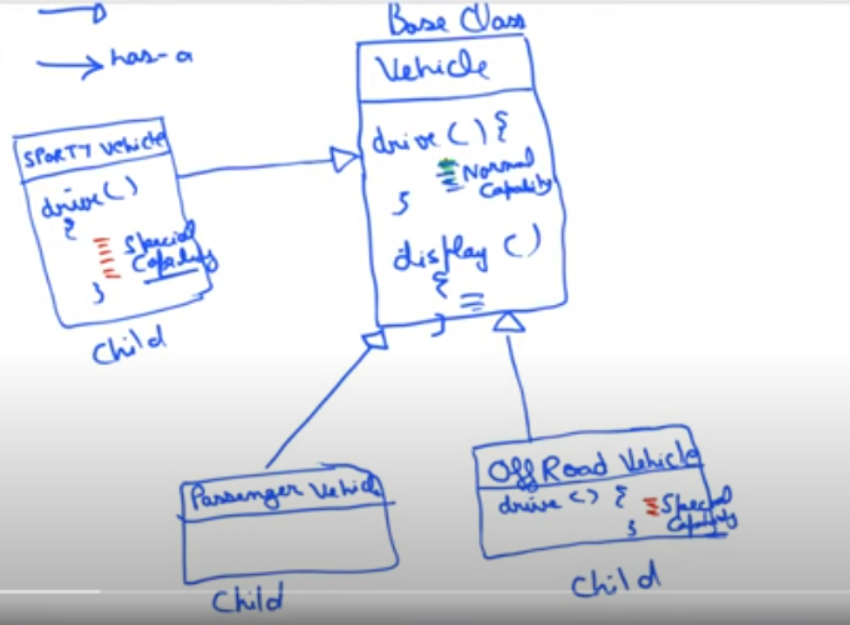 has-a
Base Class
Vehicle
drive () {
Normal
Capability
}
display ()
{
}
SPORTY Vehicle
drive ()
{
Special
Capability
}
Child
Passenger Vehicle
Child
Off Road Vehicle
drive () {
Special
Capability
}
Child